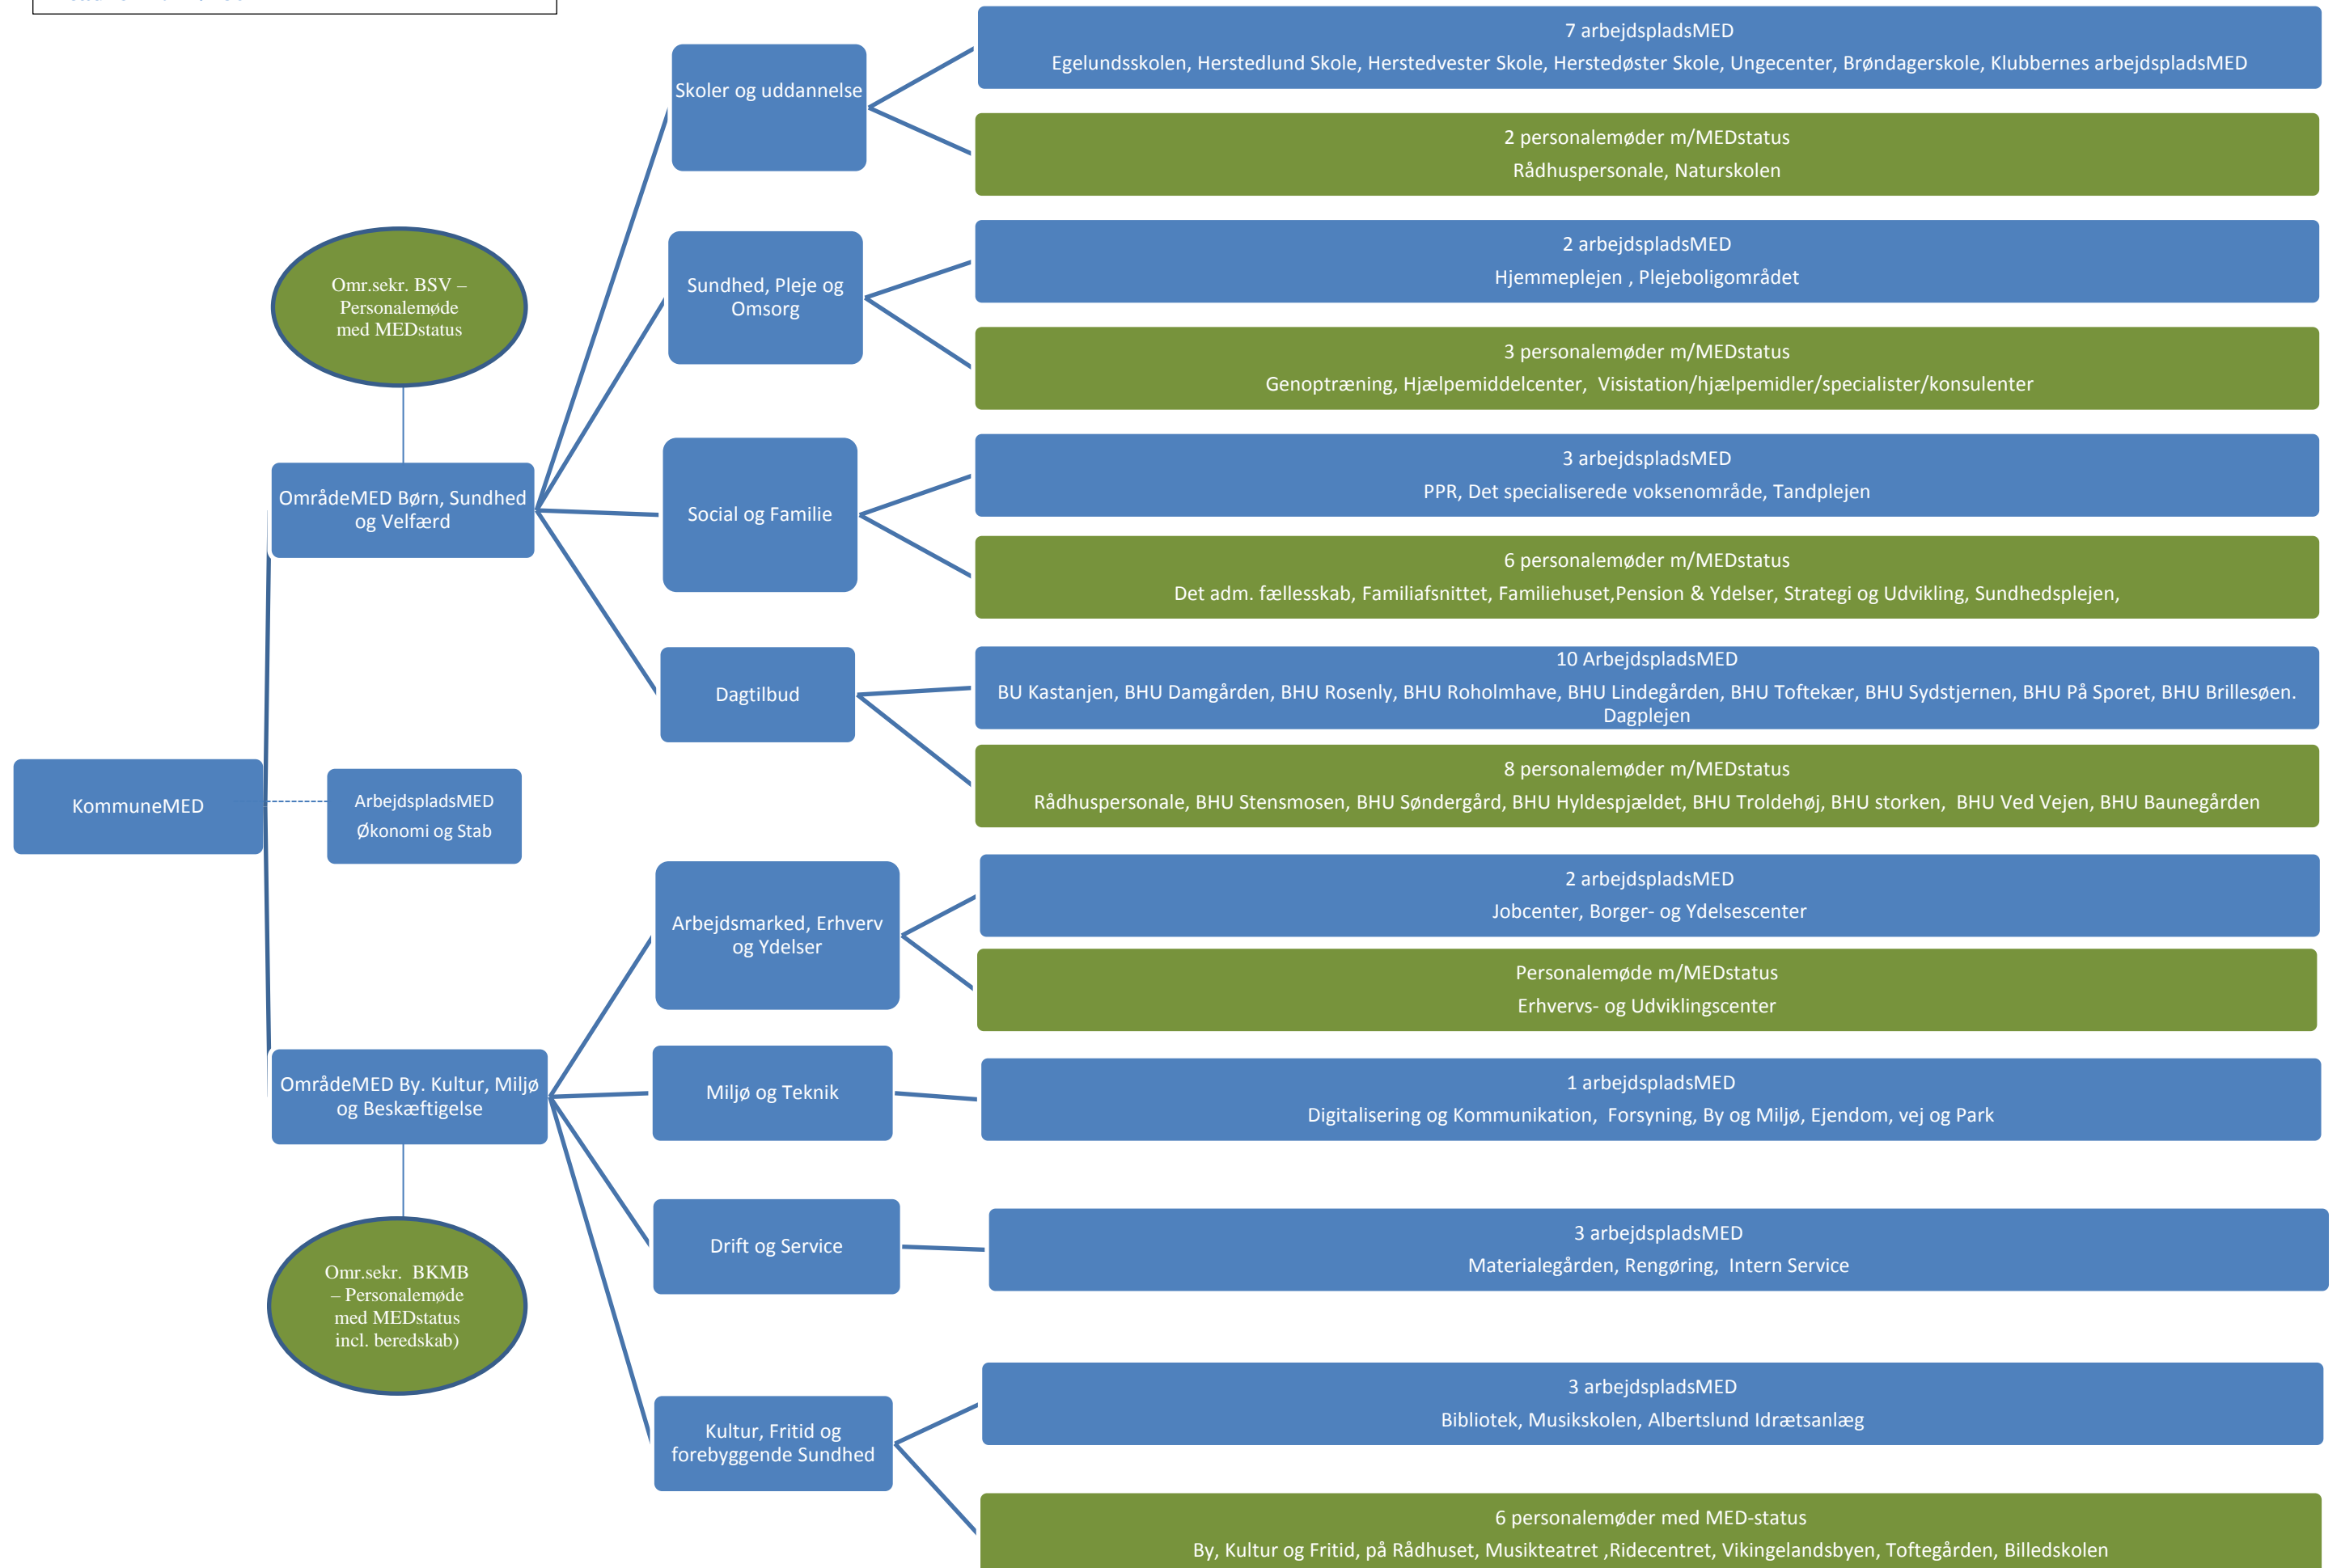 7 arbejdspladsMED
Egelundsskolen, Herstedlund Skole, Herstedvester Skole, Herstedøster Skole, Ungecenter, Brøndagerskole, Klubbernes arbejdspladsMED
Skoler og uddannelse
2 personalemøder m/MEDstatus
Rådhuspersonale, Naturskolen
2 arbejdspladsMED
Hjemmeplejen , Plejeboligområdet
Sundhed, Pleje og
Omsorg
3 personalemøder m/MEDstatus
Genoptræning, Hjælpemiddelcenter,  Visistation/hjælpemidler/specialister/konsulenter
Omr.sekr. BSV –
Personalemøde
med MEDstatus
OmrådeMED Børn, Sundhed
og Velfærd
3 arbejdspladsMED
PPR, Det specialiserede voksenområde, Tandplejen
Social og Familie
6 personalemøder m/MEDstatus
Det adm. fællesskab, Familiafsnittet, Familiehuset,Pension & Ydelser, Strategi og Udvikling, Sundhedsplejen,
10 ArbejdspladsMED
BU Kastanjen, BHU Damgården, BHU Rosenly, BHU Roholmhave, BHU Lindegården, BHU Toftekær, BHU Sydstjernen, BHU På Sporet, BHU Brillesøen.
Dagplejen
Dagtilbud
8 personalemøder m/MEDstatus
Rådhuspersonale, BHU Stensmosen, BHU Søndergård, BHU Hyldespjældet, BHU Troldehøj, BHU storken,  BHU Ved Vejen, BHU Baunegården
KommuneMED
ArbejdspladsMED
Økonomi og Stab
2 arbejdspladsMED
Jobcenter, Borger- og Ydelsescenter
Arbejdsmarked, Erhverv
og Ydelser
Personalemøde m/MEDstatus
Erhvervs- og Udviklingscenter
OmrådeMED By. Kultur, Miljø
og Beskæftigelse
Miljø og Teknik
1 arbejdspladsMED
Digitalisering og Kommunikation,  Forsyning, By og Miljø, Ejendom, vej og Park
Drift og Service
3 arbejdspladsMED
Materialegården, Rengøring,  Intern Service
Omr.sekr.  BKMB
– Personalemøde
med MEDstatus
incl. beredskab)
3 arbejdspladsMED
Bibliotek, Musikskolen, Albertslund Idrætsanlæg
Kultur, Fritid og
forebyggende Sundhed
6 personalemøder med MED-status
By, Kultur og Fritid, på Rådhuset, Musikteatret ,Ridecentret, Vikingelandsbyen, Toftegården, Billedskolen